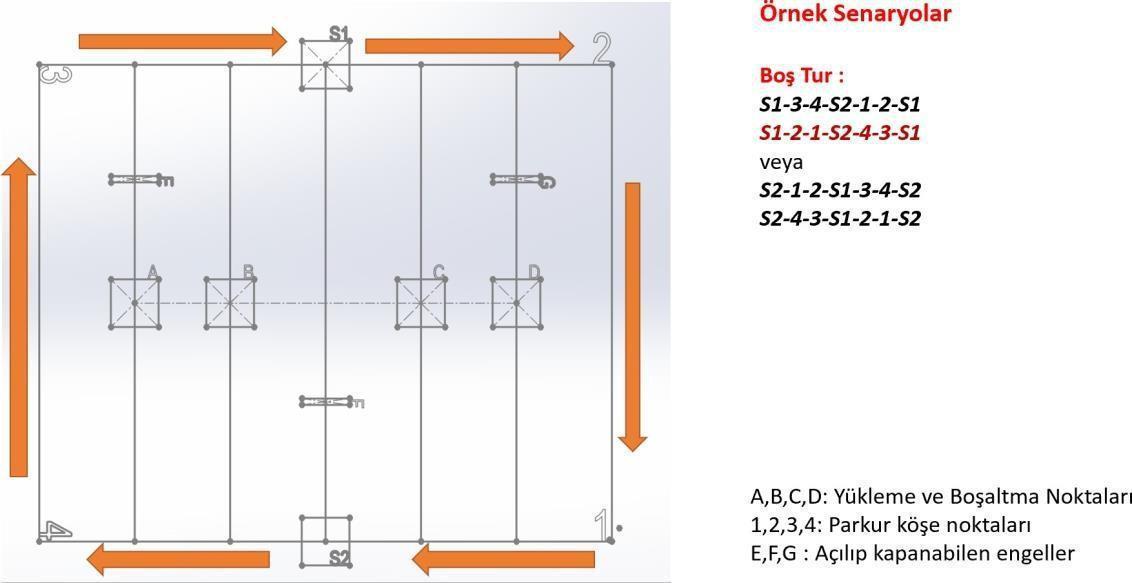 S1
2
3
E
G
A
B
C
D
F
4
S2
1
Örnek Senaryolar
Boş Tur :
S1-3-4-S2-1-2-S1
S1-2-1-S2-4-3-S1
veya
S2-1-2-S1-3-4-S2
S2-4-3-S1-2-1-S2
A,B,C,D: Yükleme ve Boşaltma Noktaları
1,2,3,4: Parkur köşe noktaları
E,F,G : Açılıp kapanabilen engeller